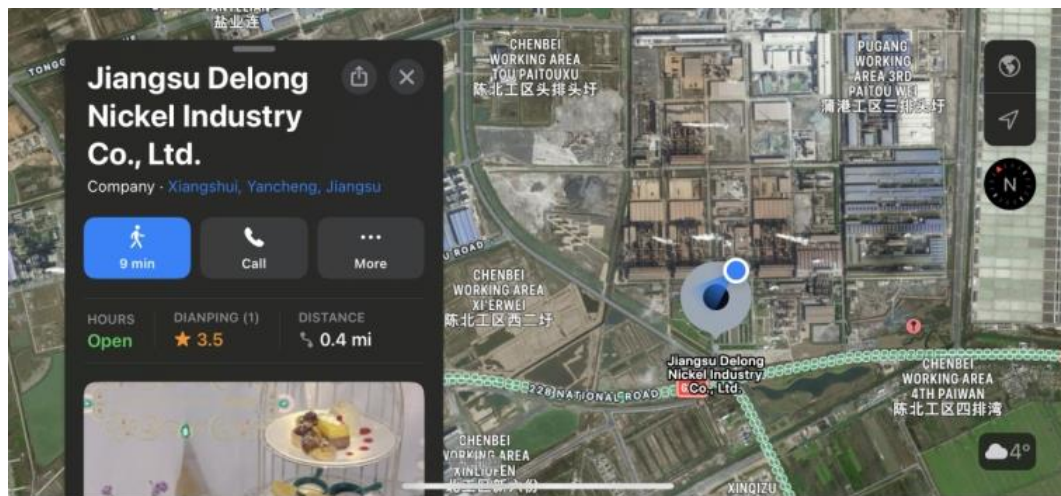 盐业连
TONGG
Jiangsu Delong
Nickel Industry
Co., Ltd.
Company · Xiangshui, Yancheng, Jiangsu
9 min
Call
More
HOURS
Open
DIANPING (1)
3.5
DISTANCE
0.4 mi
CHENBEI
WORKING AREA
TOU PAITOUXU
陈北工区头排头圩
PUGANG
WORKING
AREA 3RD
PAITOU WEI
蒲港工区三排头圩
N
U ROAD
CHENBEI
WORKING AREA
XI'ERWEI
陈北工区西二圩
Jiangsu Delong
Nickel Industry
Co., Ltd.
228 NATIONAL ROAD
CHENBEI
WORKING AREA
4TH PAIWAN
陈北工区四排湾
CHENBEI
WORKING AREA
XINLIUFEN
XINQIZU
4°